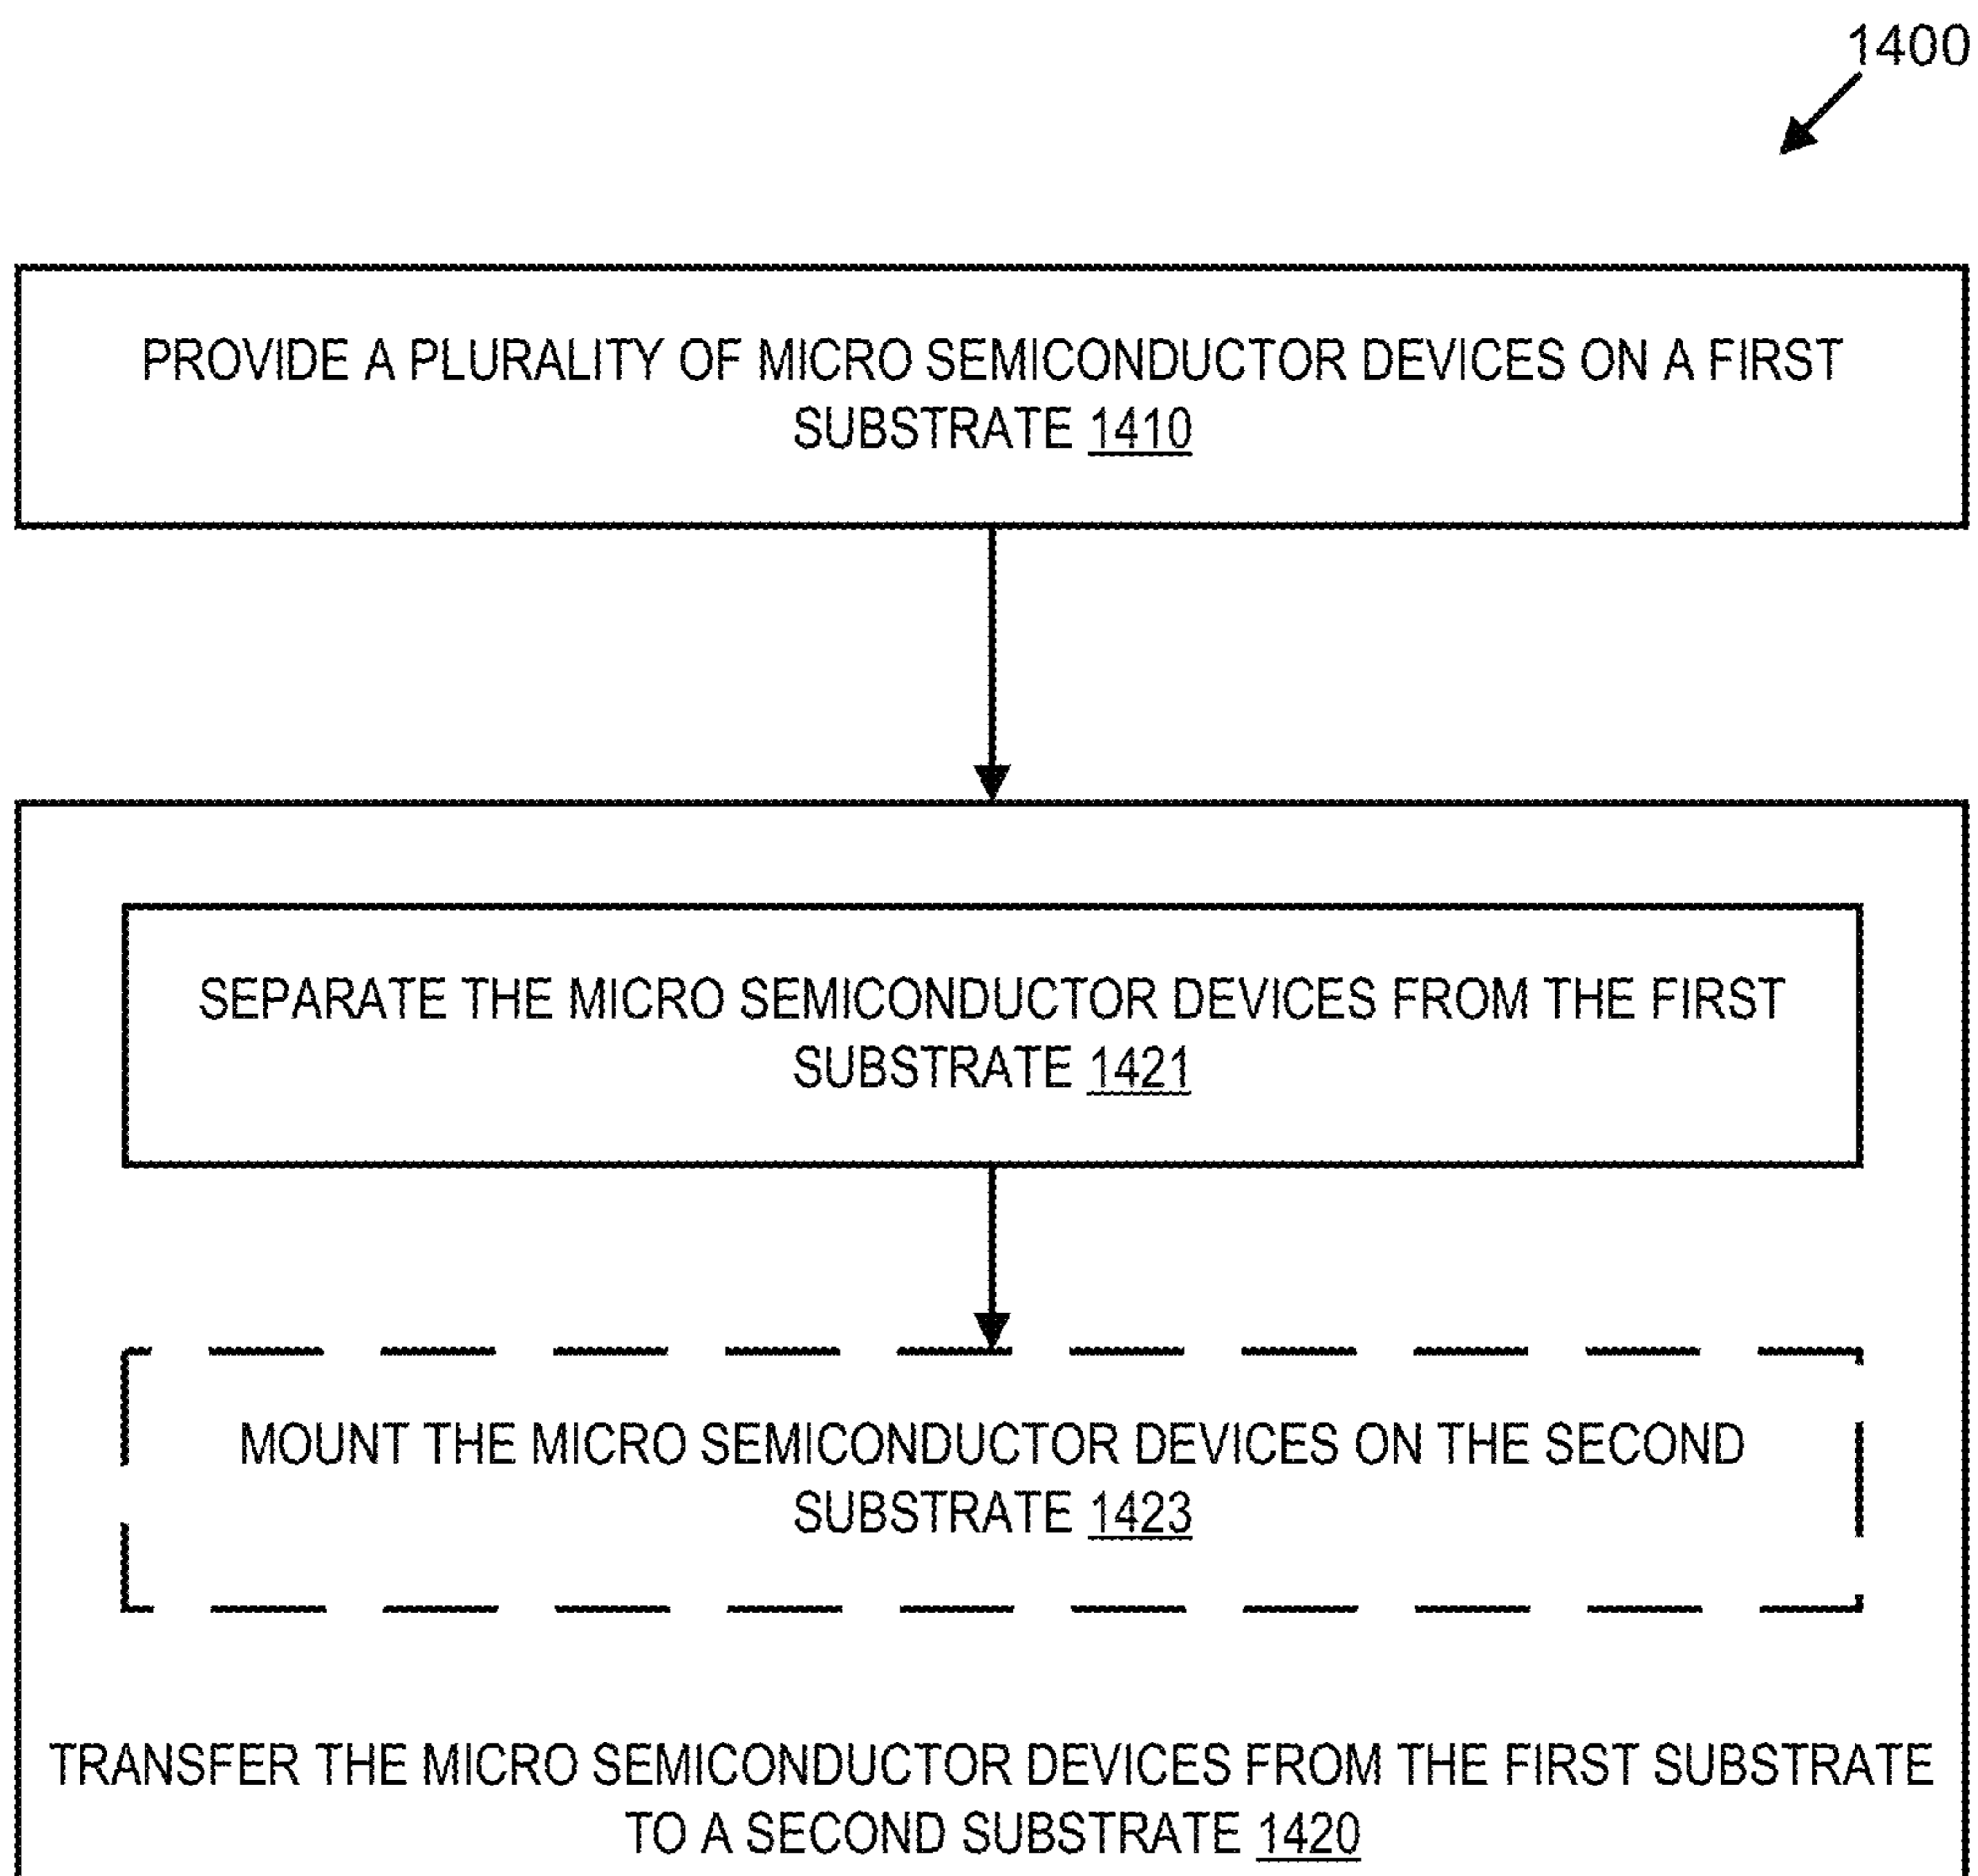 1400
PROVIDE A PLURALITY OF MICRO SEMICONDUCTOR DEVICES ON A FIRST
SUBSTRATE 1410
SEPARATE THE MICRO SEMICONDUCTOR DEVICES FROM THE FIRST
SUBSTRATE 1421
MOUNT THE MICRO SEMICONDUCTOR DEVICES ON THE SECOND
SUBSTRATE 1423
TRANSFER THE MICRO SEMICONDUCTOR DEVICES FROM THE FIRST SUBSTRATE
TO A SECOND SUBSTRATE 1420